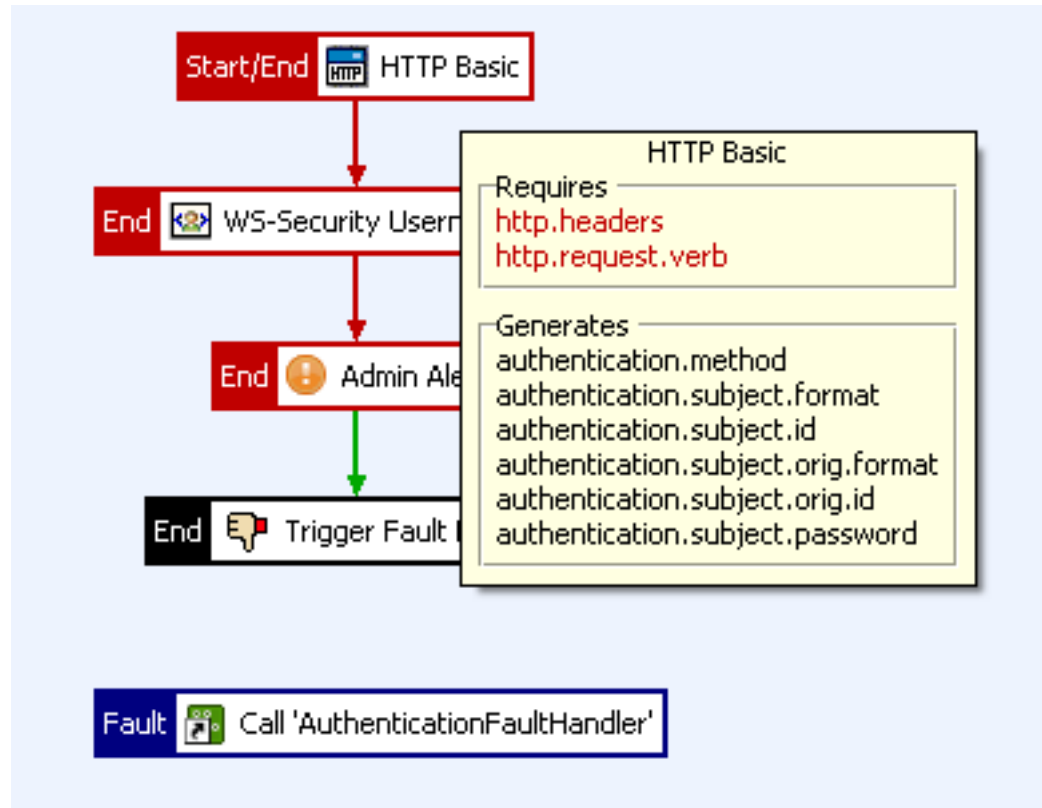 Start/End HTTP HTTP Basic
HTTP Basic
Requires
http.headers
http.request.verb
End WS-Security
End Admin
End Trigger Fault
Generates
authentication.method
authentication.subject.format
authentication.subject.id
authentication.subject.orig.format
authentication.subject.orig.id
authentication.subject.password
Fault Call 'AuthenticationFaultHandler'